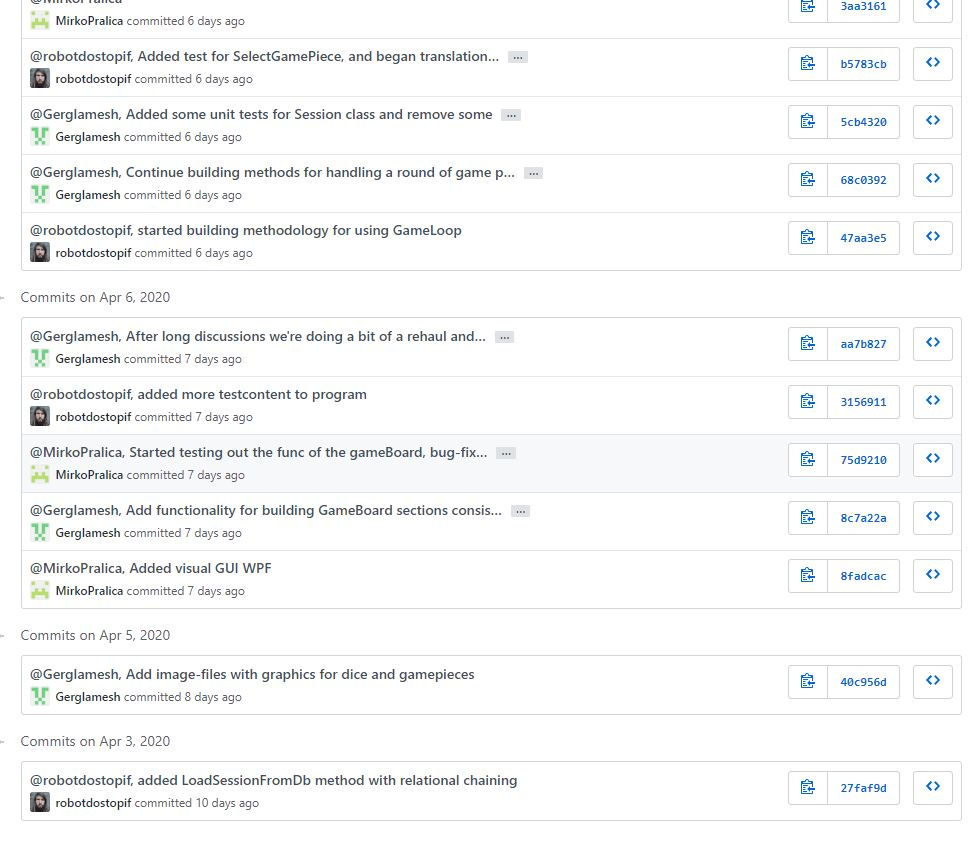 @MirkoPralica
MirkoPralica committed 6 days ago
3aa3161
@robotdostopif, Added test for SelectGamePiece, and began translation... ...
robotdostopif committed 6 days ago
b5783cb
@Gerglamesh, Added some unit tests for Session class and remove some ...
Gerglamesh committed 6 days ago
5cb4320
@Gerglamesh, Continue building methods for handling a round of game p... ...
Gerglamesh committed 6 days ago
68c0392
@robotdostopif, started building methodology for using GameLoop
robotdostopif committed 6 days ago
47aa3e5
Commits on Apr 6, 2020
@Gerglamesh, After long discussions we're doing a bit of a rehaul and... ...
Gerglamesh committed 7 days ago
aa7b827
@robotdostopif, added more testcontent to program
robotdostopif committed 7 days ago
3156911
@MirkoPralica, Started testing out the func of the gameBoard, bug-fix... ...
MirkoPralica committed 7 days ago
75d9210
@Gerglamesh, Add functionality for building GameBoard sections consis... ...
Gerglamesh committed 7 days ago
8c7a22a
@MirkoPralica, Added visual GUI WPF
MirkoPralica committed 7 days ago
8fadcac
Commits on Apr 5, 2020
@Gerglamesh, Add image-files with graphics for dice and gamepieces
Gerglamesh committed 8 days ago
40c956d
Commits on Apr 3, 2020
@robotdostopif, added LoadSessionFromDb method with relational chaining
robotdostopif committed 10 days ago
27faf9d